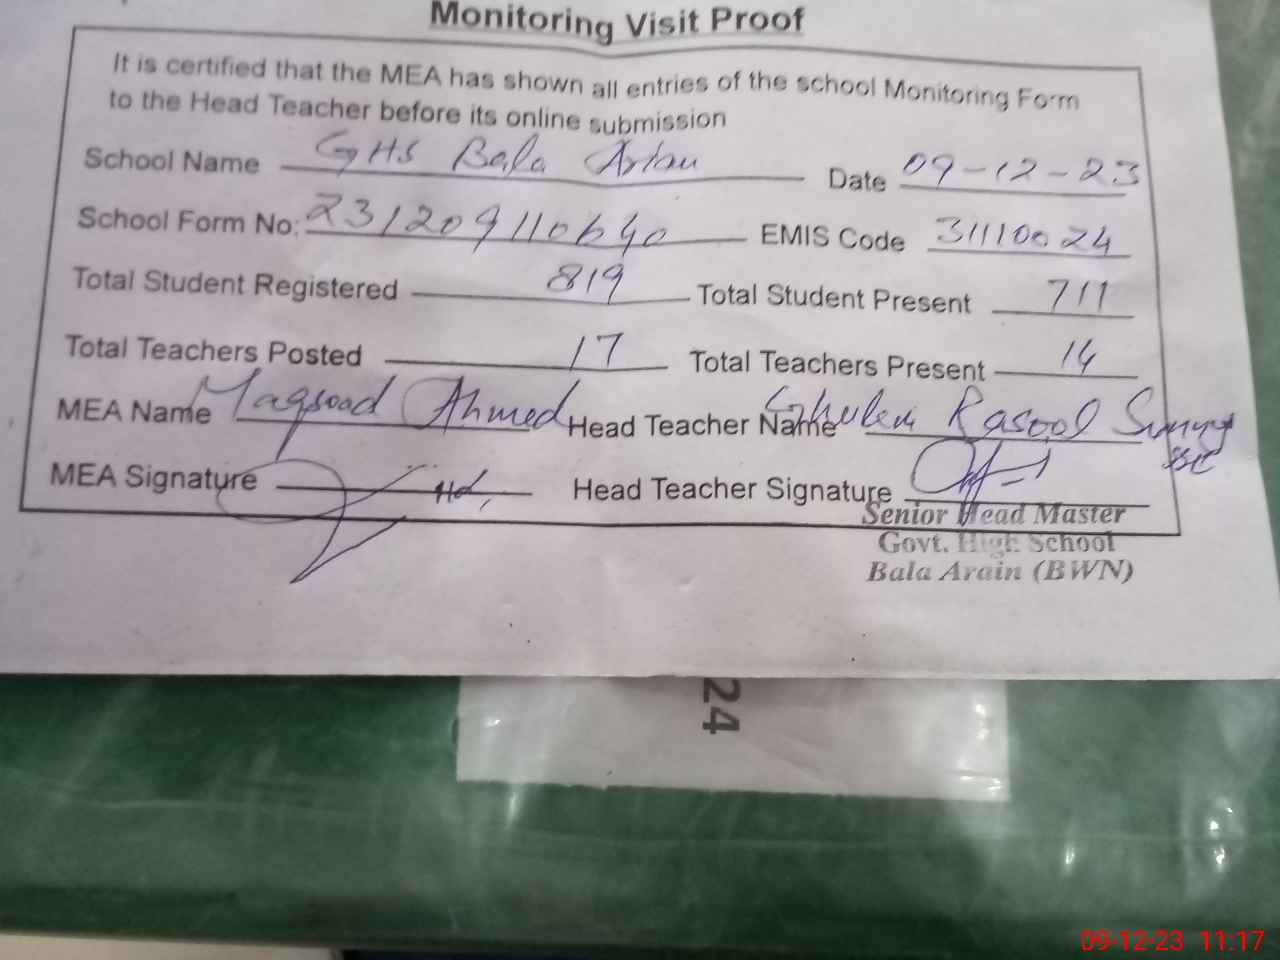 Monitoring Visit Proof
It is certified that the MEA has shown all entries of the school Monitoring Form
to the Head Teacher before its online submission
School Name GHS Bala Arian Date 09-12-23
School Form No: 231209110640 EMIS Code 31110024
Total Student Registered 819 Total Student Present 711
Total Teachers Posted 17 Total Teachers Present 14
MEA Name Maqsood Ahmed Head Teacher Name Ghulam Rasool
MEA Signature Head Teacher Signature
Senior Head Master
Govt. High School
Bala Arain (BWN)
24
09-12-23 11:17